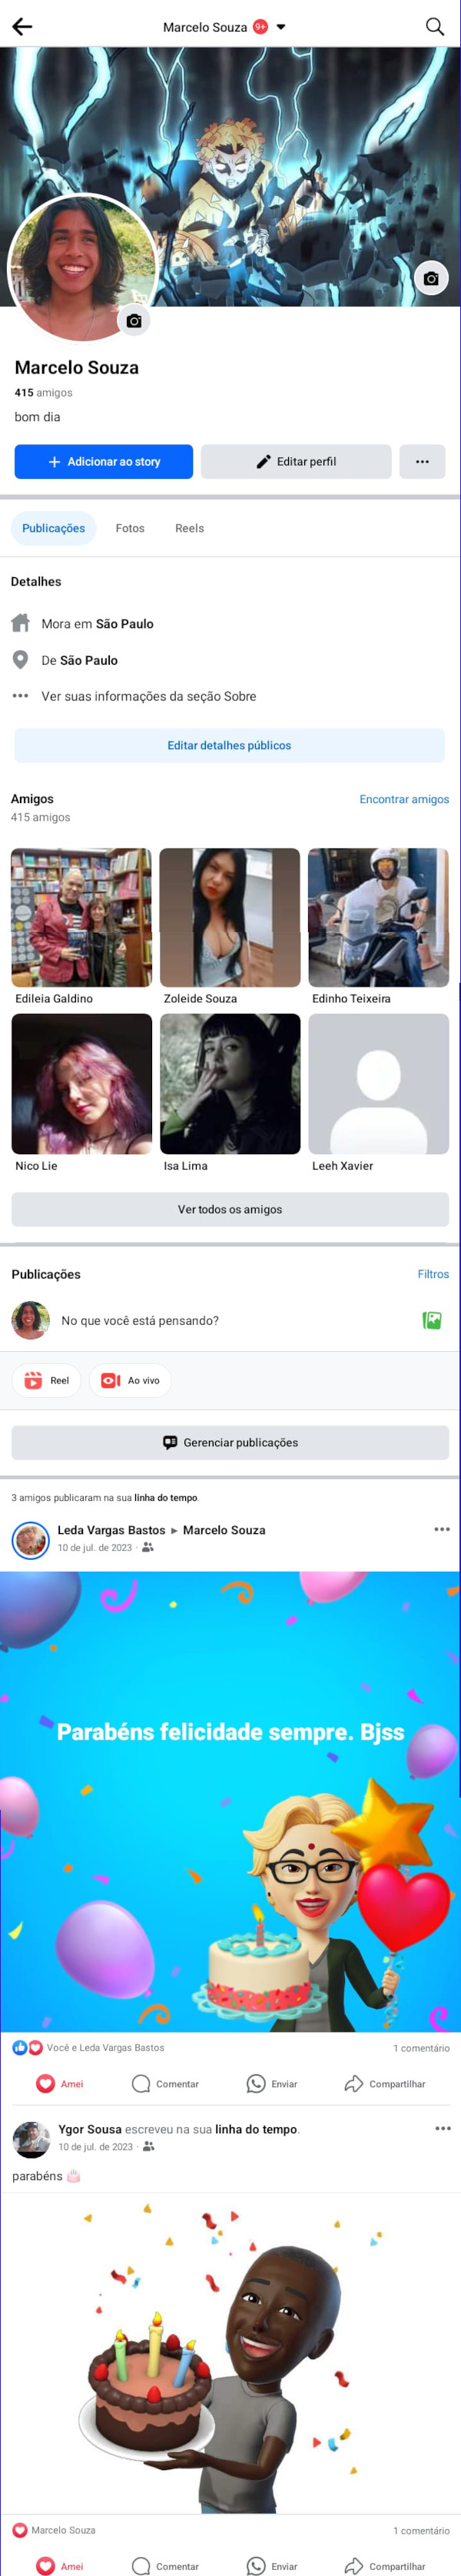 Marcelo Souza 9+
Marcelo Souza
415 amigos
bom dia
Adicionar ao story
Editar perfil
Publicações Fotos Reels
Detalhes
Mora em São Paulo
De São Paulo
Ver suas informações da seção Sobre
Editar detalhes públicos
Amigos Encontrar amigos
415 amigos
Edileia Galdino Zoleide Souza Edinho Teixeira
Nico Lie Isa Lima Leeh Xavier
Ver todos os amigos
Publicações Filtros
No que você está pensando?
Reel Ao vivo
Gerenciar publicações
3 amigos publicaram na sua linha do tempo.
Leda Vargas Bastos ► Marcelo Souza
10 de jul. de 2023 ·
Parabéns felicidade sempre. Bjss
Você e Leda Vargas Bastos 1 comentário
Amei Comentar Enviar Compartilhar
Ygor Sousa escreveu na sua linha do tempo.
10 de jul. de 2023 ·
parabéns 🎂
Marcelo Souza 1 comentário
Amei Comentar Enviar Compartilhar